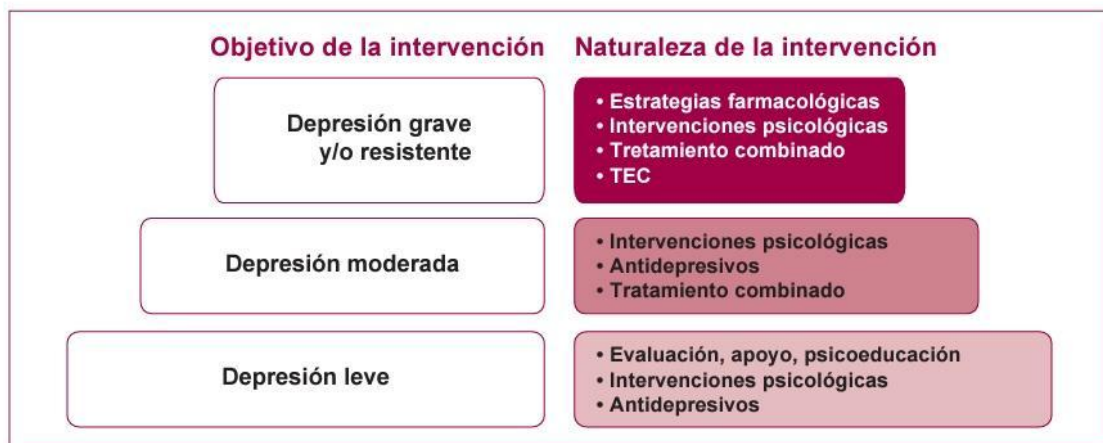 Objetivo de la intervención
Naturaleza de la intervención
Depresión grave
y/o resistente
• Estrategias farmacológicas
• Intervenciones psicológicas
• Tretamiento combinado
• TEC
Depresión moderada
• Intervenciones psicológicas
• Antidepresivos
• Tratamiento combinado
Depresión leve
• Evaluación, apoyo, psicoeducación
• Intervenciones psicológicas
• Antidepresivos